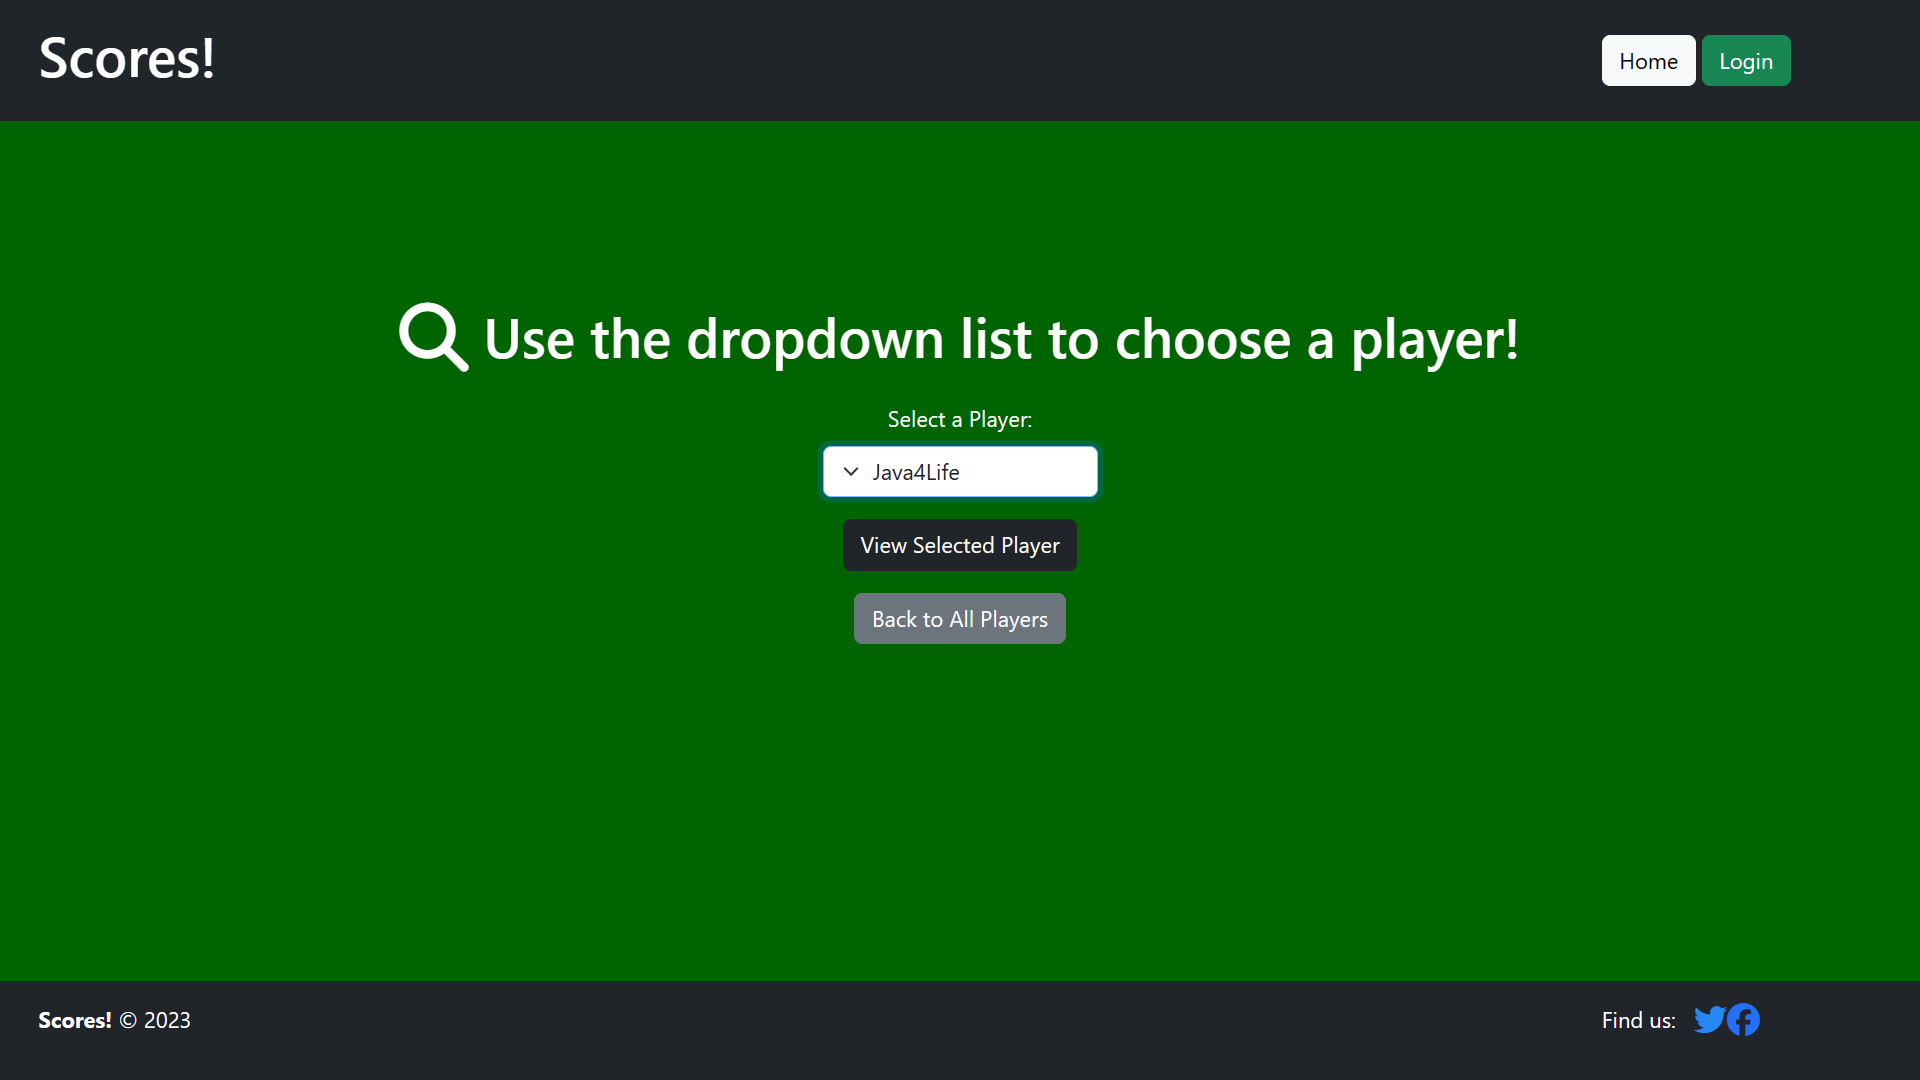 Scores!
Home
Login
Use the dropdown list to choose a player!
Select a Player:
Java4Life
View Selected Player
Back to All Players
Scores! © 2023
Find us: